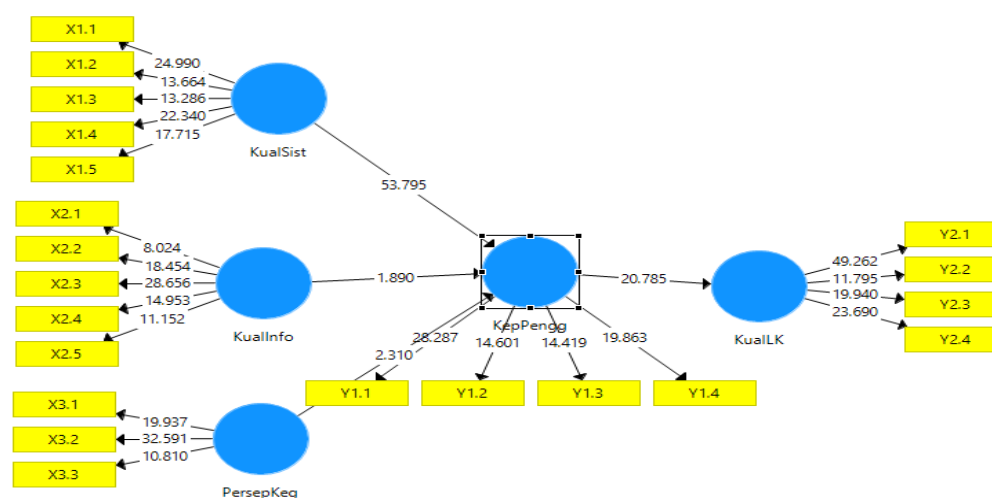 X1.1
X1.2
X1.3
X1.4
X1.5
24.990
13.664
13.286
22.340
17.715
KualSist
53.795
X2.1
X2.2
X2.3
X2.4
X2.5
8.024
18.454
28.656
14.953
11.152
KualInfo
1.890
X3.1
X3.2
X3.3
19.937
32.591
10.810
PersepKeg
2.310
KepPengg
28.287
14.601
14.419
19.863
Y1.1
Y1.2
Y1.3
Y1.4
20.785
KualLK
49.262
11.795
19.940
23.690
Y2.1
Y2.2
Y2.3
Y2.4